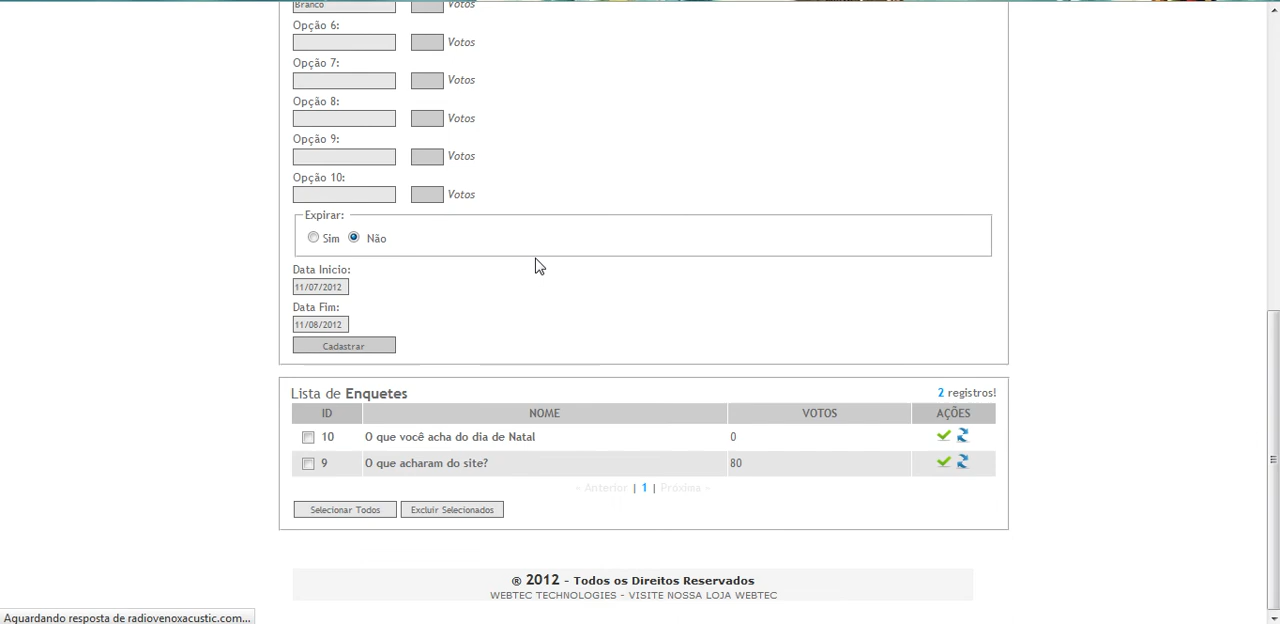 Branco Votos
Opção 6:
Votos
Opção 7:
Votos
Opção 8:
Votos
Opção 9:
Votos
Opção 10:
Votos
Expirar:
Sim Não
Data Inicio:
11/07/2012
Data Fim:
11/08/2012
Cadastrar
Lista de Enquetes 2 registros!
ID NOME VOTOS AÇÕES
10 O que você acha do dia de Natal 0
9 O que acharam do site? 80
« Anterior | 1 | Próxima »
Selecionar Todos Excluir Selecionados
® 2012 - Todos os Direitos Reservados
WEBTEC TECHNOLOGIES - VISITE NOSSA LOJA WEBTEC
Aguardando resposta de radiovenoxacustic.com...